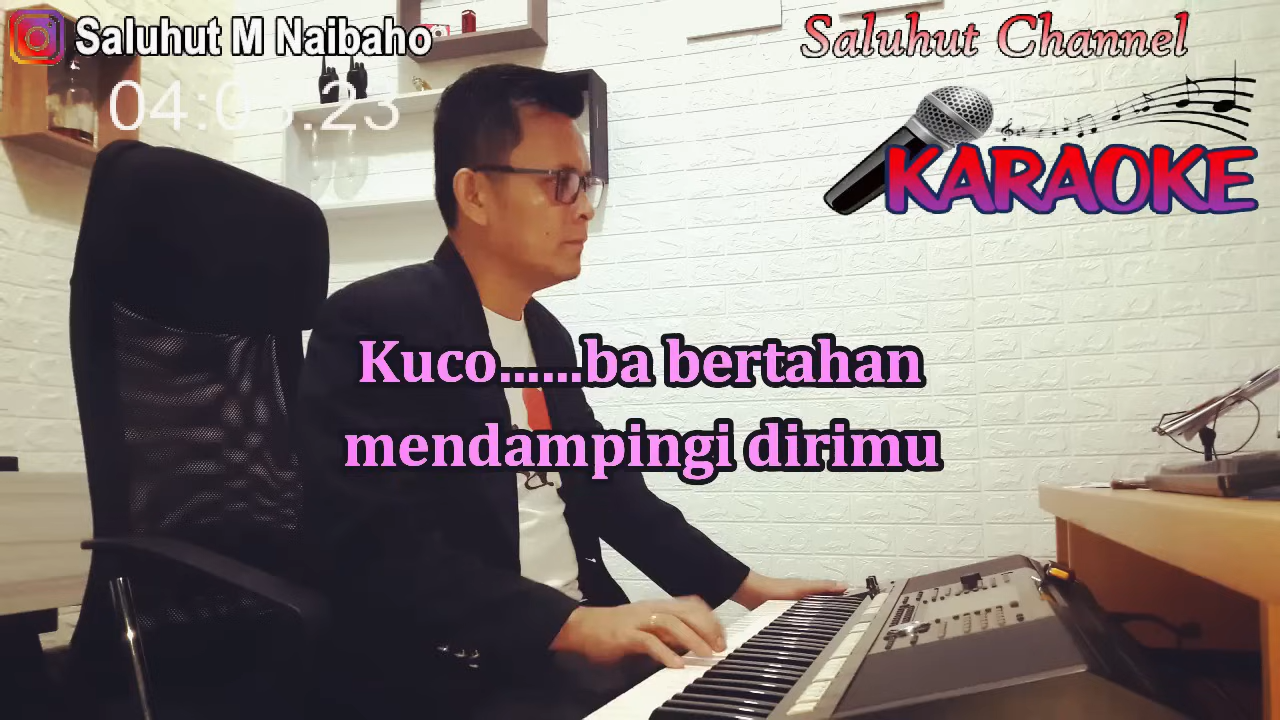 Saluhut M Naibaho
Saluhut Channel
KARAOKE
Kuco......ba bertahan
mendampingi dirimu